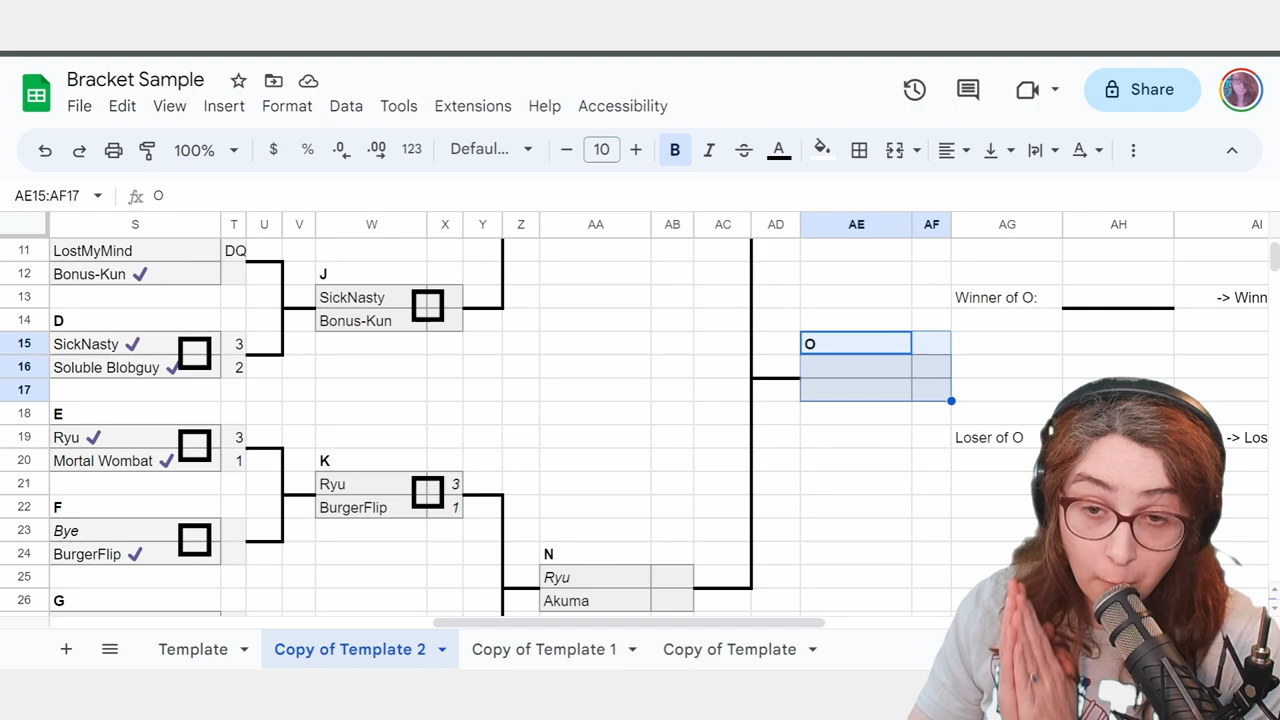 Bracket Sample
File Edit View Insert Format Data Tools Extensions Help Accessibility
Share
100% $ % .0 .00 123 Defaul... 10 B I A A
AE15:AF17 fx O
S T U V W X Y Z AA AB AC AD AE AF AG AH AI
11 LostMyMind DQ
12 Bonus-Kun J
13 SickNasty Winner of O: -> Winn
14 D Bonus-Kun
15 SickNasty 3 O
16 Soluble Blobguy 2
17
18 E
19 Ryu 3 Loser of O -> Los
20 Mortal Wombat 1 K
21 Ryu 3
22 F BurgerFlip 1
23 Bye
24 BurgerFlip N
25 Ryu
26 G Akuma
Template Copy of Template 2 Copy of Template 1 Copy of Template